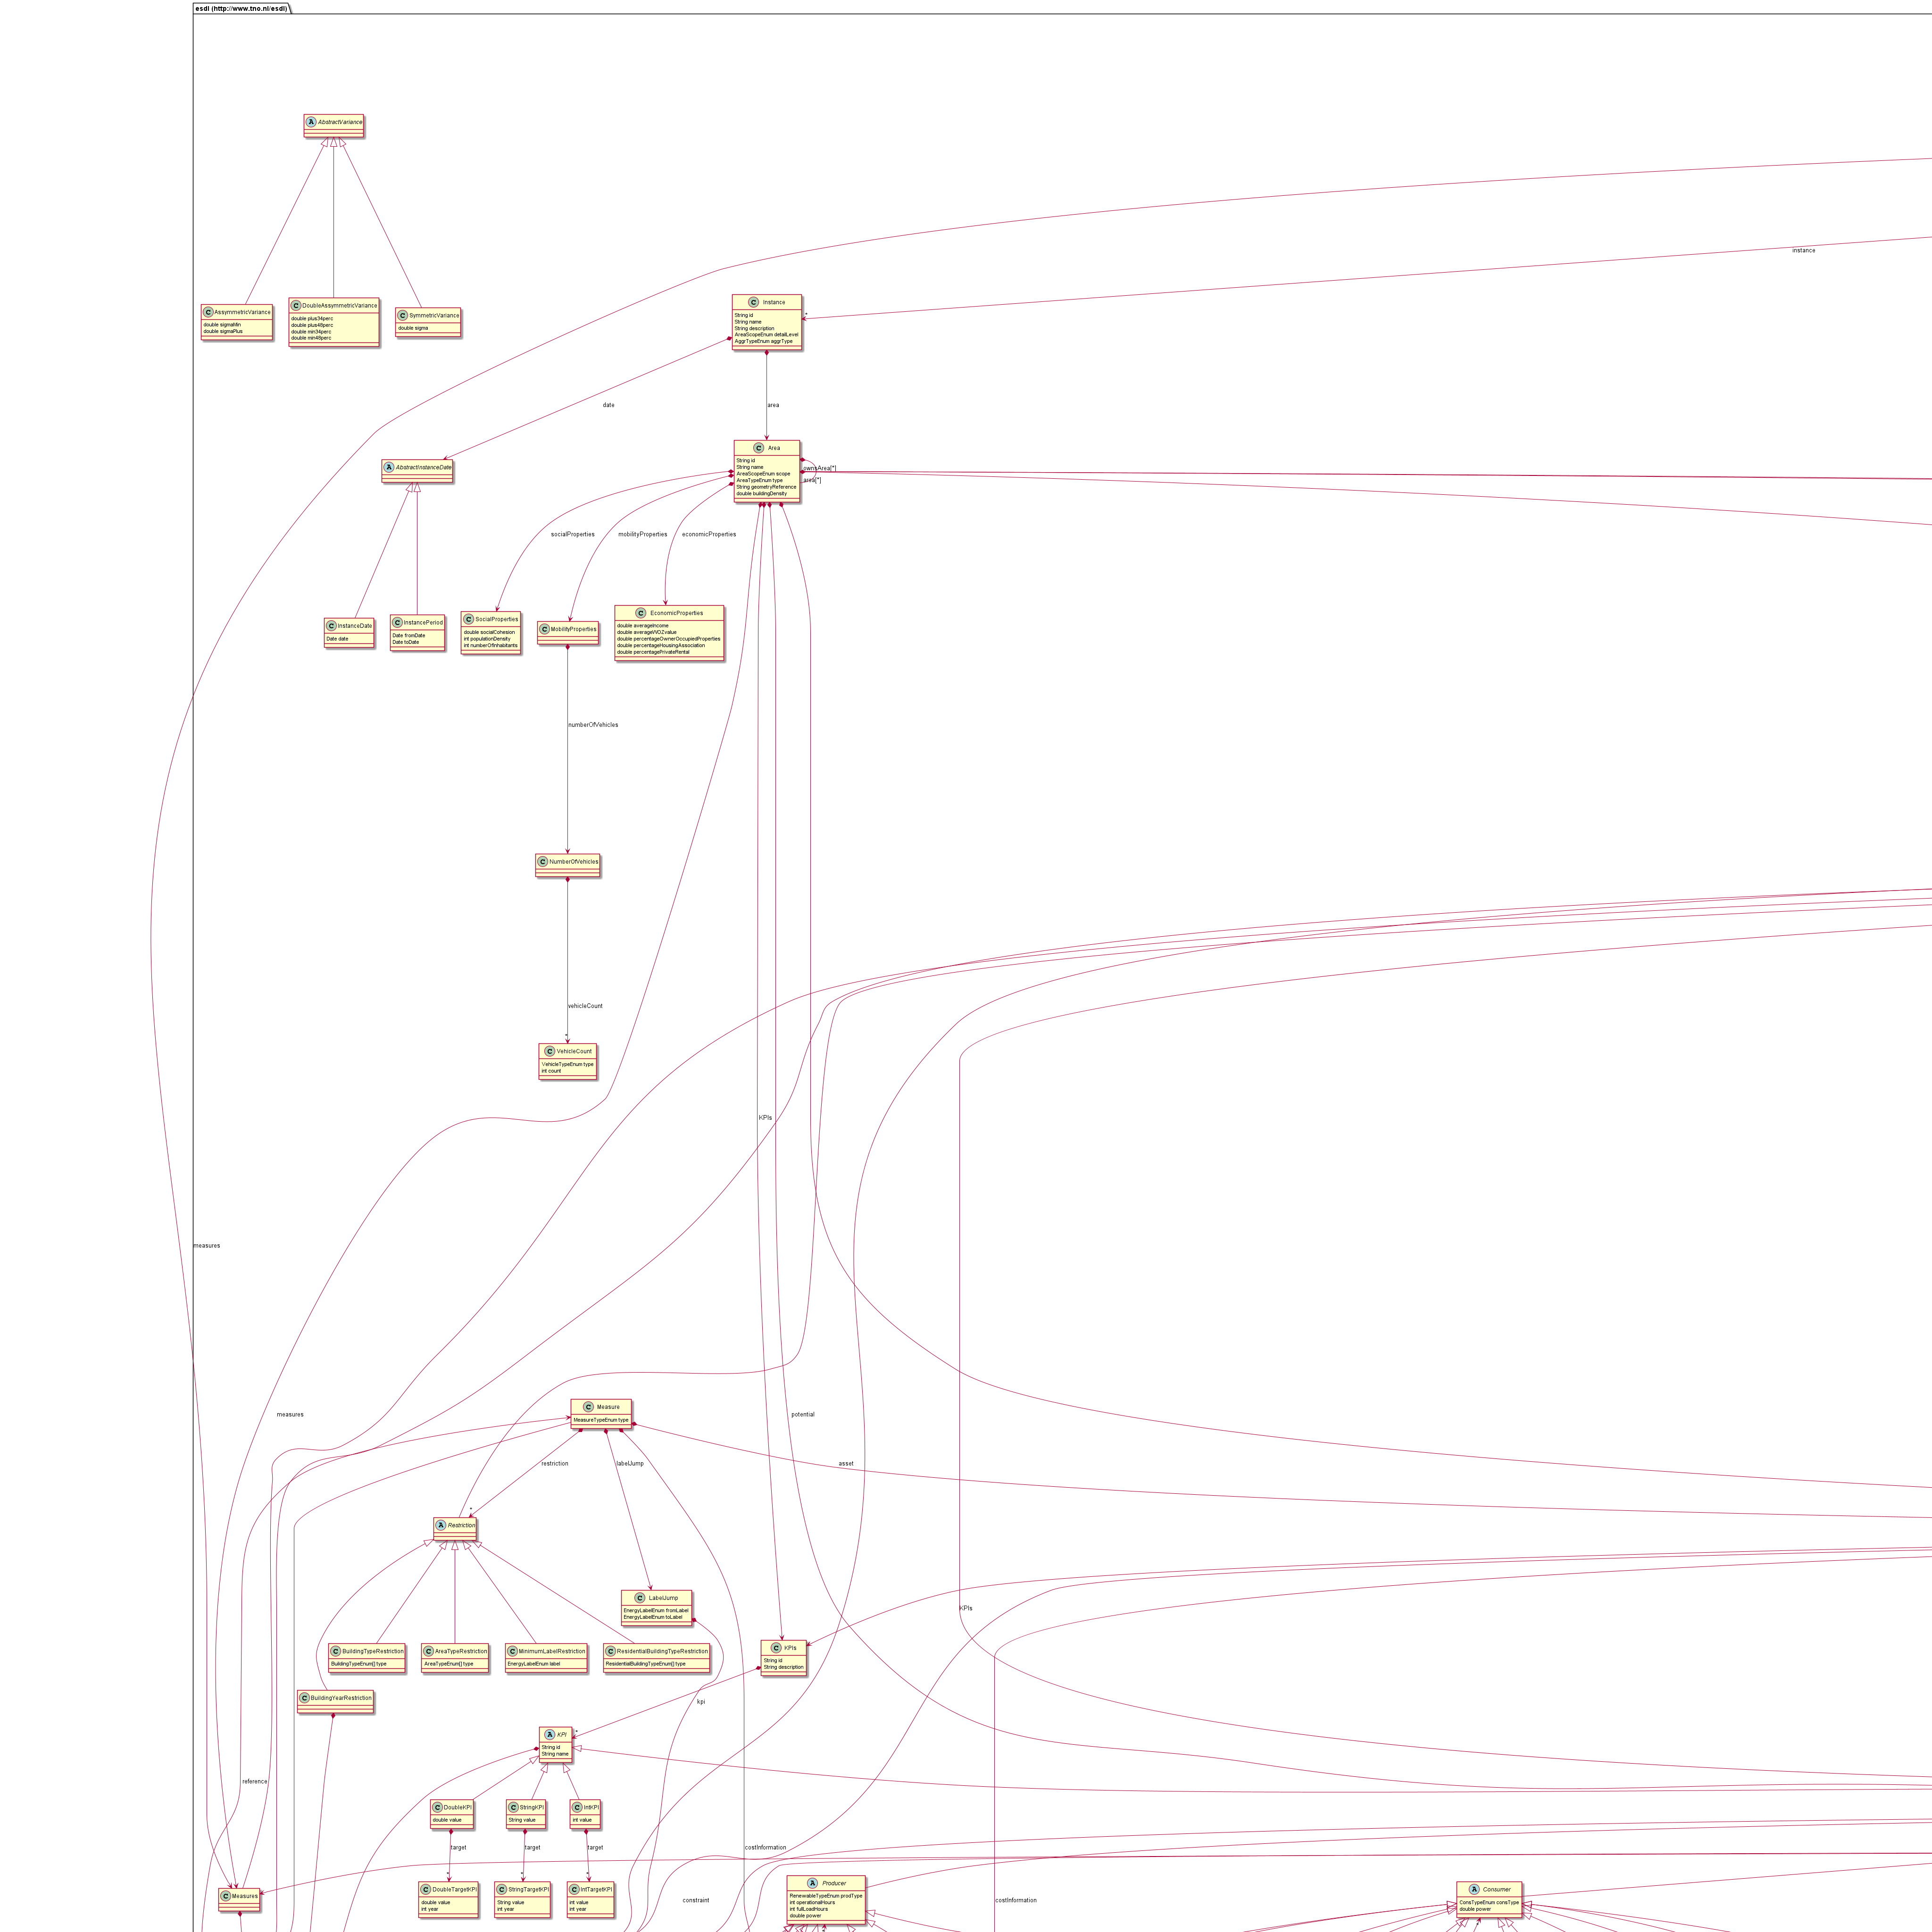 esdl (http://www.tno.nl/esdl)
AbstractVariance
instance
AssymmetricVariance
double sigmaMin
double sigmaPlus
DoubleAssymmetricVariance
double plus34perc
double plus48perc
double min34perc
double min48perc
SymmetricVariance
double sigma
Instance
String id
String name
String description
AreaScopeEnum detailLevel
AggrTypeEnum aggrType
*
date
area
Area
String id
String name
AreaScopeEnum scope
AreaTypeEnum type
String geometryReference
double buildingDensity
ownsArea[*]
area[*]
AbstractInstanceDate
socialProperties
mobilityProperties
economicProperties
InstanceDate
Date date
InstancePeriod
Date fromDate
Date toDate
SocialProperties
double socialCohesion
int populationDensity
int numberOfInhabitants
MobilityProperties
EconomicProperties
double averageIncome
double averageWOZvalue
double percentageOwnerOccupiedProperties
double percentageHousingAssociation
double percentagePrivateRental
numberOfVehicles
NumberOfVehicles
vehicleCount
*
VehicleCount
VehicleTypeEnum type
int count
KPIs
measures
measures
potential
Measure
MeasureTypeEnum type
restriction
labelJump
asset
*
Restriction
LabelJump
EnergyLabelEnum fromLabel
EnergyLabelEnum toLabel
KPIs
BuildingTypeRestriction
BuildingTypeEnum[] type
AreaTypeRestriction
AreaTypeEnum[] type
MinimumLabelRestriction
EnergyLabelEnum label
ResidentialBuildingTypeRestriction
ResidentialBuildingTypeEnum[] type
KPIs
String id
String description
BuildingYearRestriction
kpi
*
KPI
String id
String name
reference
DoubleKPI
double value
StringKPI
String value
IntKPI
int value
target
target
target
costInformation
*
*
*
DoubleTargetKPI
double value
int year
StringTargetKPI
String value
int year
IntTargetKPI
int value
int year
Measures
constraint
Producer
RenewableTypeEnum prodType
int operationalHours
int fullLoadHours
double power
costInformation
Consumer
ConsTypeEnum consType
double power